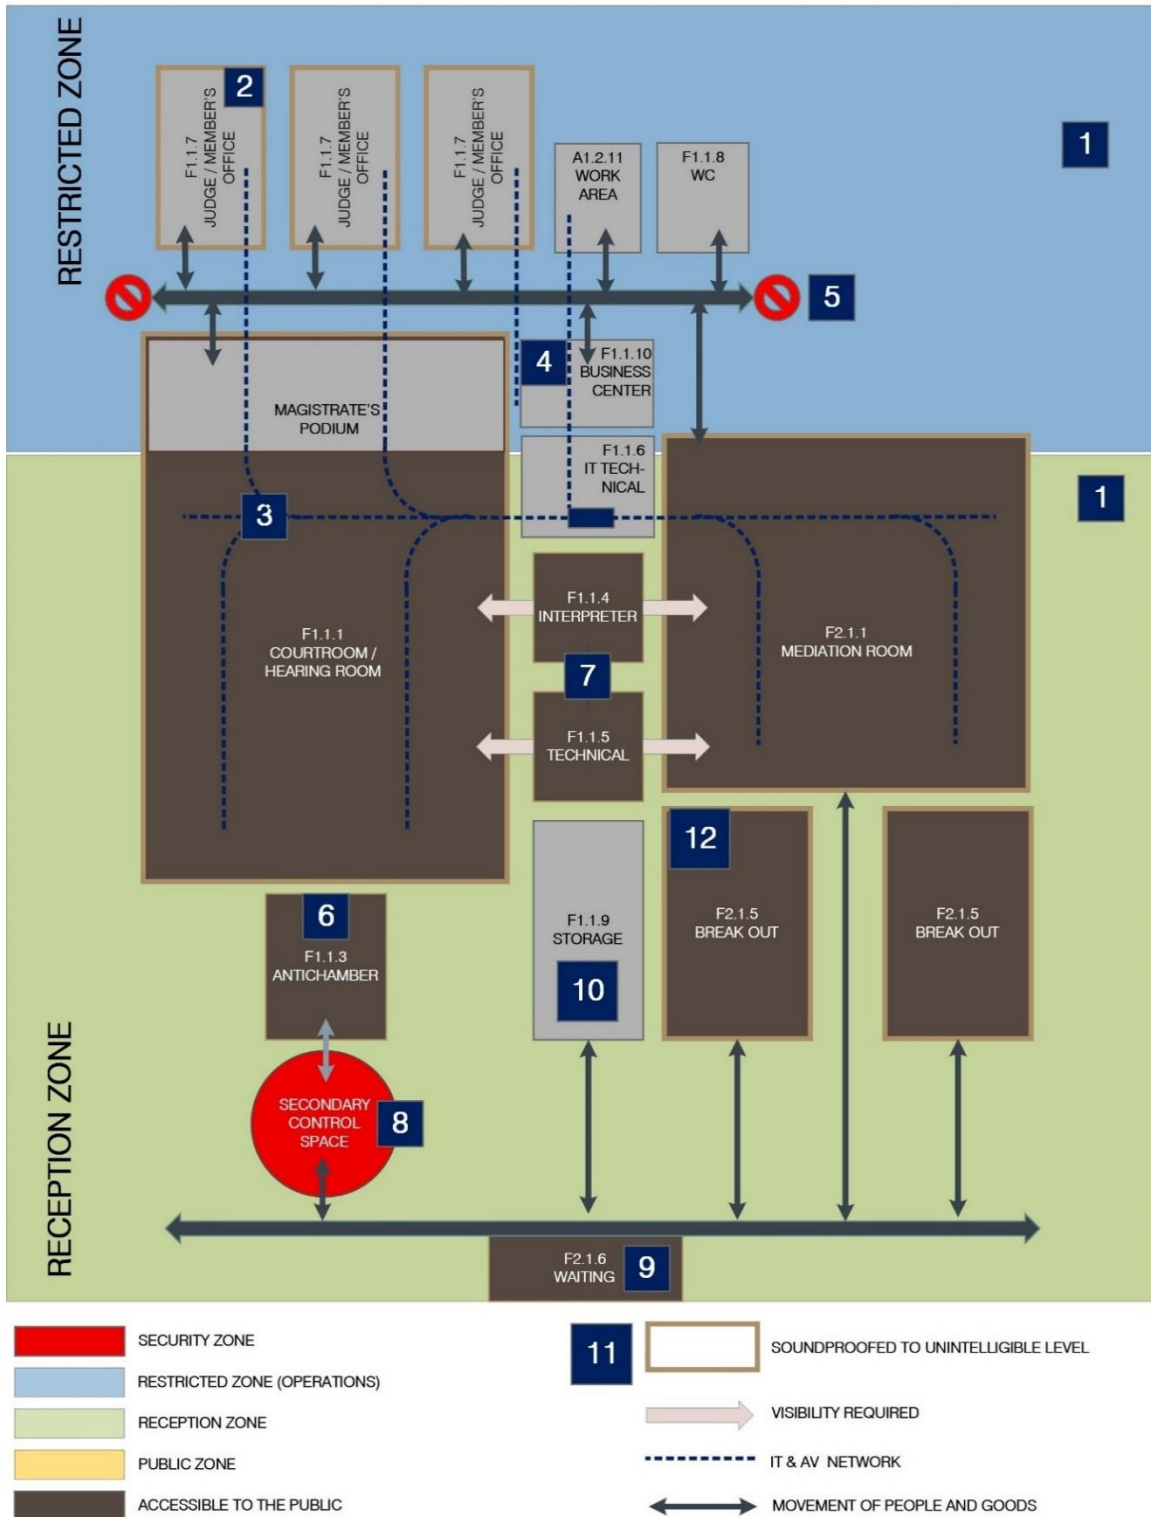 RESTRICTED ZONE
2
F1.1.7
JUDGE / MEMBER'S
OFFICE
F1.1.7
JUDGE / MEMBER'S
OFFICE
F1.1.7
JUDGE / MEMBER'S
OFFICE
A1.2.11
WORK
AREA
F1.1.8
WC
1
5
4
F1.1.10
BUSINESS
CENTER
MAGISTRATE'S
PODIUM
F1.1.6
IT TECH-
NICAL
1
3
F1.1.4
INTERPRETER
F1.1.1
COURTROOM /
HEARING ROOM
F2.1.1
MEDIATION ROOM
7
F1.1.5
TECHNICAL
12
6
F1.1.3
ANTICHAMBER
F1.1.9
STORAGE
10
F2.1.5
BREAK OUT
F2.1.5
BREAK OUT
RECEPTION ZONE
SECONDARY
CONTROL
SPACE
8
F2.1.6
WAITING
9
SECURITY ZONE
RESTRICTED ZONE (OPERATIONS)
RECEPTION ZONE
PUBLIC ZONE
ACCESSIBLE TO THE PUBLIC
11
SOUNDPROOFED TO UNINTELLIGIBLE LEVEL
VISIBILITY REQUIRED
IT & AV NETWORK
MOVEMENT OF PEOPLE AND GOODS